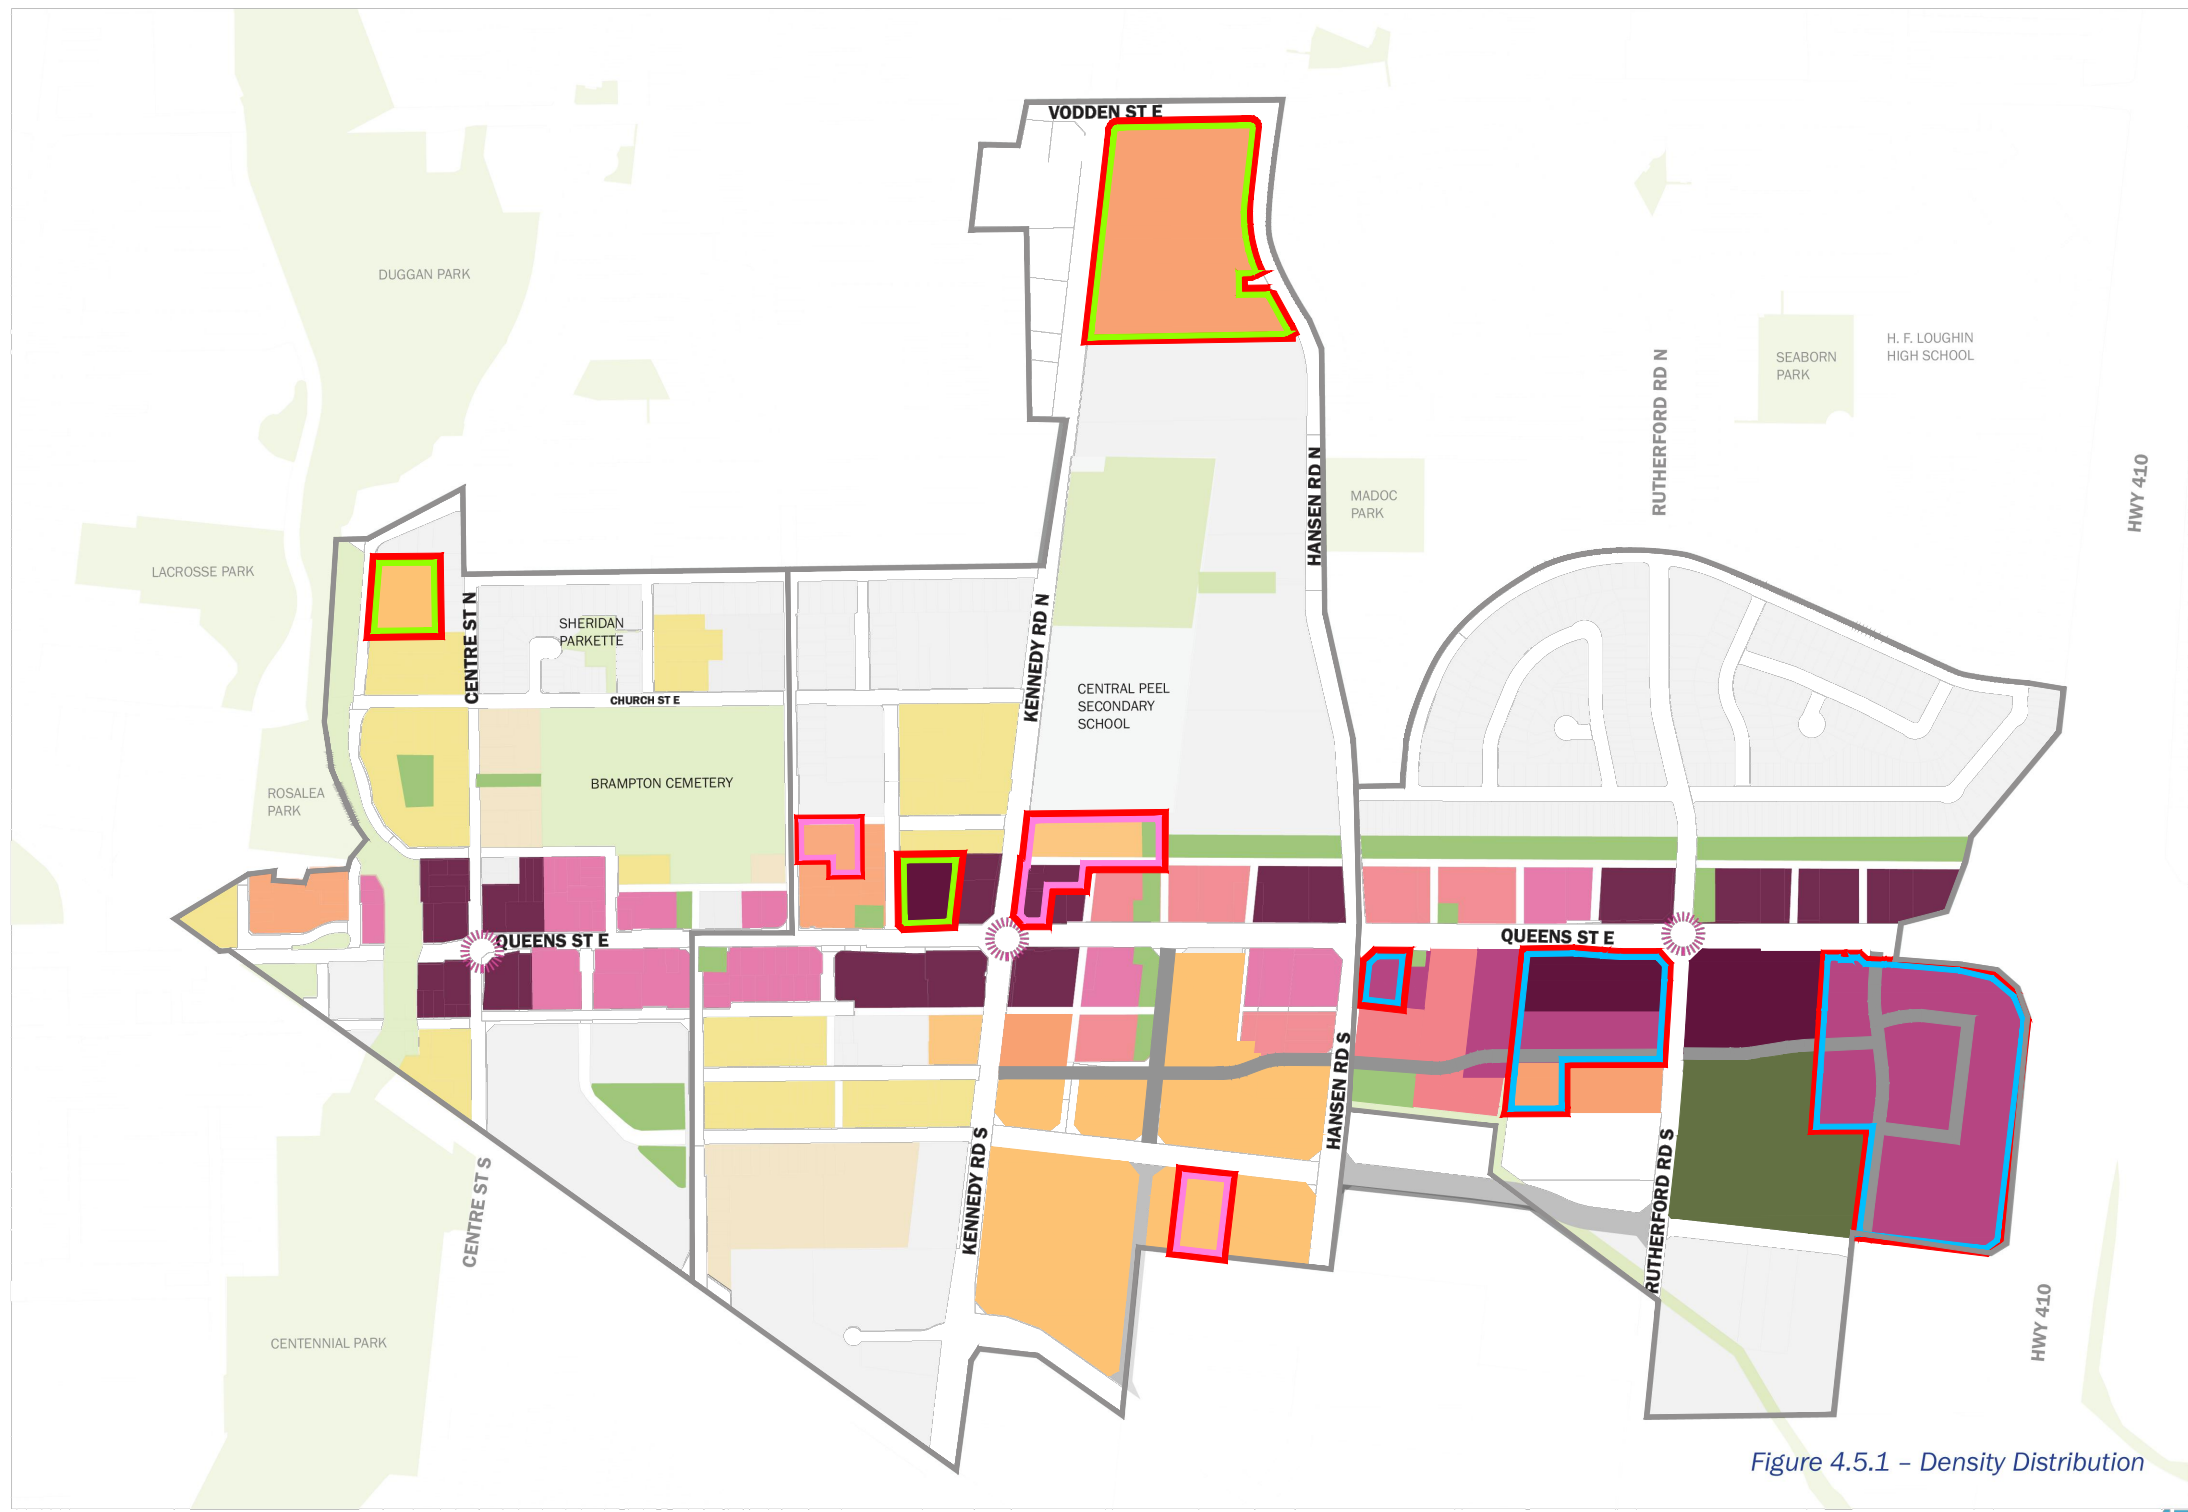 VODDEN ST E
DUGGAN PARK
H. F. LOUGHIN
HIGH SCHOOL
SEABORN
PARK
RUTHERFORD RD N
HWY 410
HANSEN RD N
MADOC
PARK
LACROSSE PARK
CENTRE ST N
SHERIDAN
PARKETTE
KENNEDY RD N
CENTRAL PEEL
SECONDARY
SCHOOL
CHURCH ST E
BRAMPTON CEMETERY
ROSALEA
PARK
QUEENS ST E
QUEENS ST E
HANSEN RD S
KENNEDY RD S
RUTHERFORD RD S
CENTRE ST S
HWY 410
CENTENNIAL PARK
Figure 4.5.1 – Density Distribution